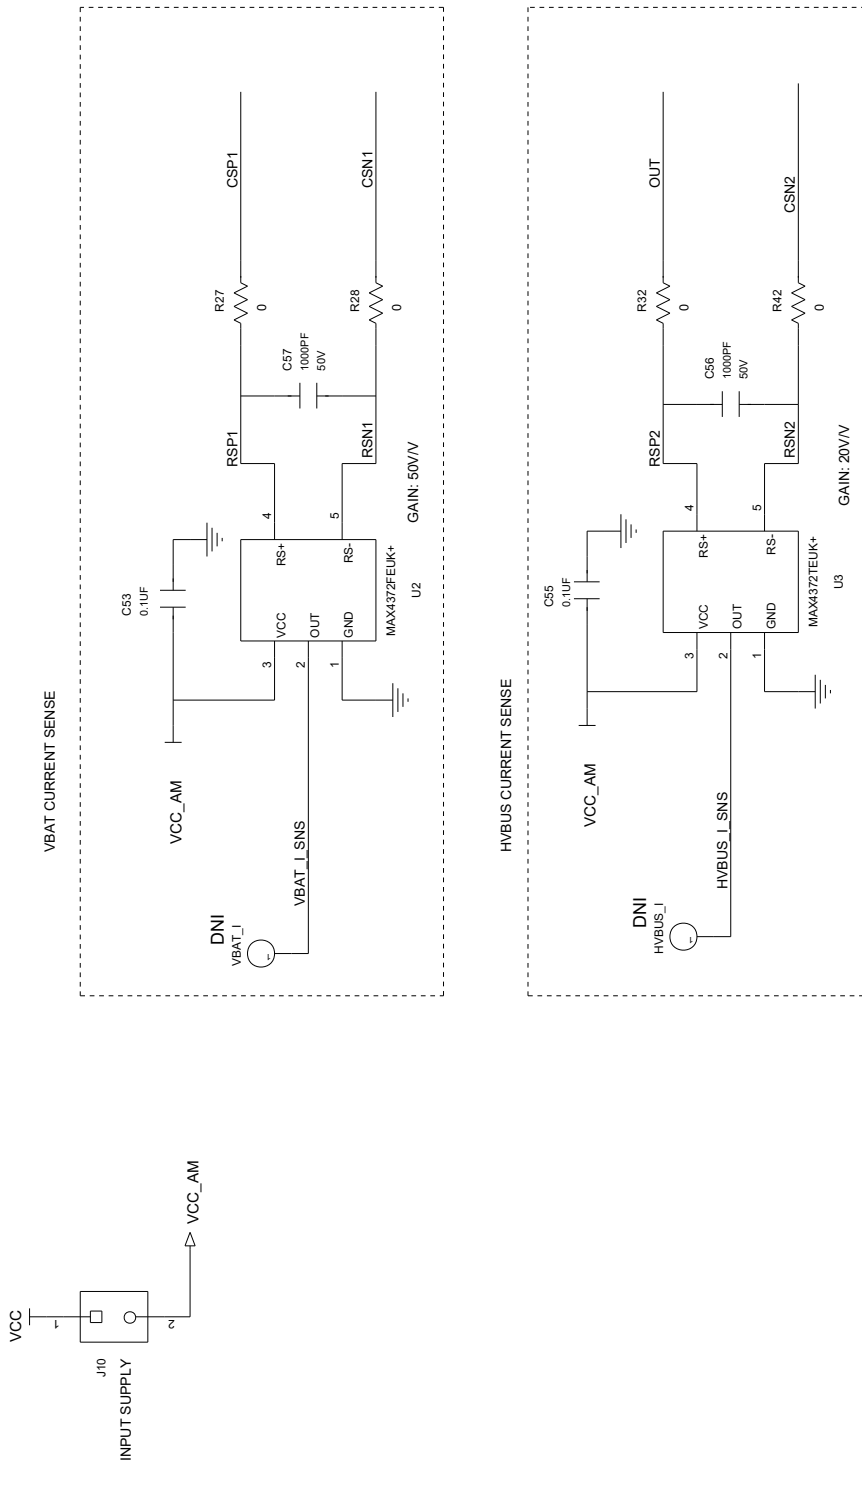 VCC
1
2
J10
INPUT SUPPLY
VCC_AM
VBAT CURRENT SENSE
DNI
VBAT_I
1
VBAT_I_SNS
VCC_AM
C53
0.1UF
3
2
1
VCC
OUT
GND
RS+
RS-
4
5
MAX4372FEUK+
U2
GAIN: 50V/V
RSP1
RSN1
C57
1000PF
50V
R27
0
R28
0
CSP1
CSN1
HVBUS CURRENT SENSE
DNI
HVBUS_I
1
HVBUS_I_SNS
VCC_AM
C55
0.1UF
3
2
1
VCC
OUT
GND
RS+
RS-
4
5
MAX4372TEUK+
U3
GAIN: 20V/V
RSP2
RSN2
C56
1000PF
50V
R32
0
R42
0
OUT
CSN2